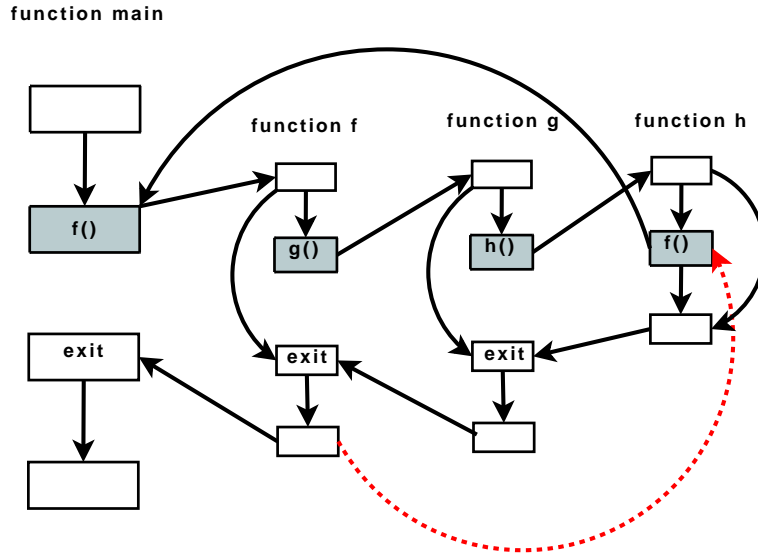 function main
function f
function g
function h
f()
g()
h()
f()
exit
exit
exit